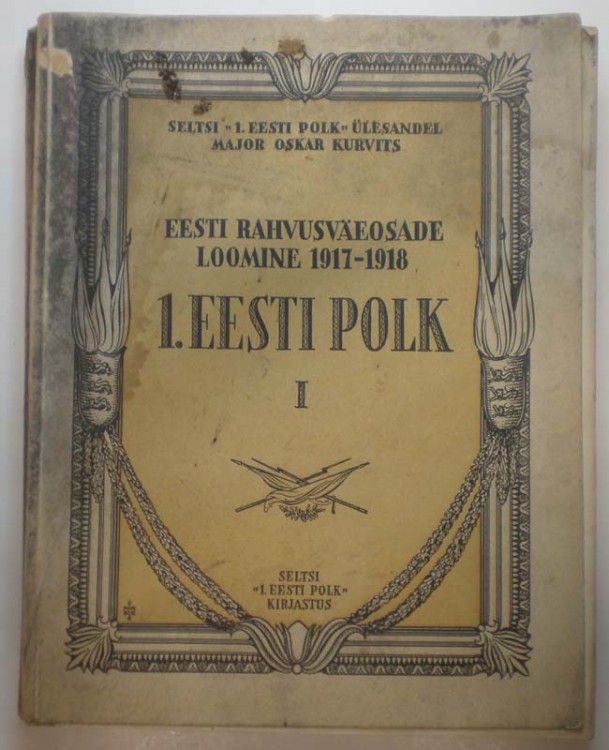 SELTSI „1. EESTI POLK„ ÜLESANDEL
MAJOR OSKAR KURVITS
EESTI RAHVUSVÄEOSADE
LOOMINE 1917-1918
1. EESTI POLK
I
SELTSI
„1. EESTI POLK„
KIRJASTUS